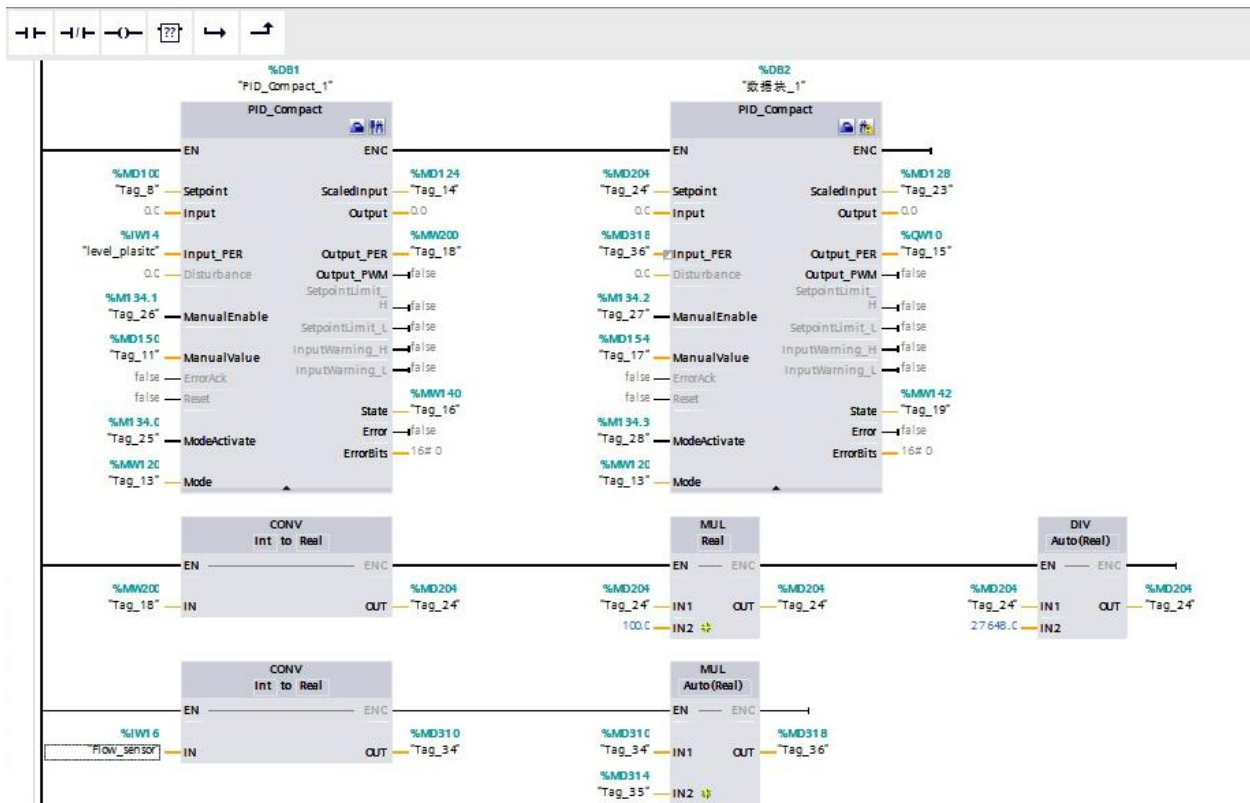 ??
%DB1
"PID_Compact_1"
PID_Compact
EN ENC
%MD100
"Tag_8" Setpoint
0.0 Input
%IW14
"level_plasitc" Input_PER
0.0 Disturbance
%M134.1
"Tag_26" ManualEnable
%MD150
"Tag_11" ManualValue
false ErrorAck
false Reset
%M134.0
"Tag_25" ModeActivate
%MW120
"Tag_13" Mode
%MD124
ScaledInput "Tag_14"
Output 0.0
%MW200
Output_PER "Tag_18"
Output_PWM false
SetpointLimit_
H false
SetpointLimit_L false
InputWarning_H false
InputWarning_L false
%MW140
State "Tag_16"
Error false
ErrorBits 16#0
%DB2
"数据块_1"
PID_Compact
EN ENC
%MD204
"Tag_24" Setpoint
0.0 Input
%MD318
"Tag_36" Input_PER
0.0 Disturbance
%M134.2
"Tag_27" ManualEnable
%MD154
"Tag_17" ManualValue
false ErrorAck
false Reset
%M134.3
"Tag_28" ModeActivate
%MW120
"Tag_13" Mode
%MD128
ScaledInput "Tag_23"
Output 0.0
%QW10
Output_PER "Tag_15"
Output_PWM false
SetpointLimit_
H false
SetpointLimit_L false
InputWarning_H false
InputWarning_L false
%MW142
State "Tag_19"
Error false
ErrorBits 16#0
CONV
Int to Real
EN ENC
%MW200
"Tag_18" IN
%MD204
OUT "Tag_24"
MUL
Real
EN ENC
%MD204
"Tag_24" IN1
100.0 IN2
%MD204
OUT "Tag_24"
DIV
Auto (Real)
EN ENC
%MD204
"Tag_24" IN1
27648.0 IN2
%MD204
OUT "Tag_24"
CONV
Int to Real
EN ENC
%IW16
"Flow_sensor" IN
%MD310
OUT "Tag_34"
MUL
Auto (Real)
EN ENC
%MD310
"Tag_34" IN1
%MD314
"Tag_35" IN2
%MD318
OUT "Tag_36"